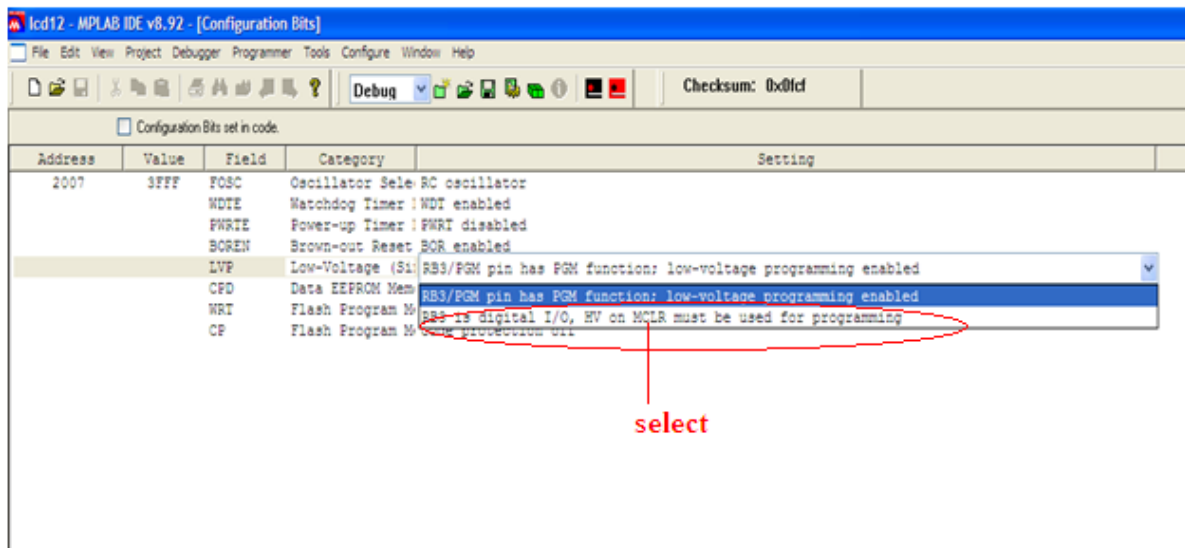 lcd12 - MPLAB IDE v8.92 - [Configuration Bits]
File Edit View Project Debugger Programmer Tools Configure Window Help
Debug Checksum: 0x0fcf
Configuration Bits set in code.
Address Value Field Category Setting
2007 3FFF FOSC Oscillator Sele RC oscillator
WDTE Watchdog Timer WDT enabled
PWRTE Power-up Timer PWRT disabled
BOREN Brown-out Reset BOR enabled
LVP Low-Voltage (Si RB3/PGM pin has PGM function; low-voltage programming enabled
CPD Data EEPROM Mem RB3/PGM pin has PGM function; low-voltage programming enabled
WRT Flash Program M RB3 is digital I/O, HV on MCLR must be used for programming
CP Flash Program M Code protection off
select